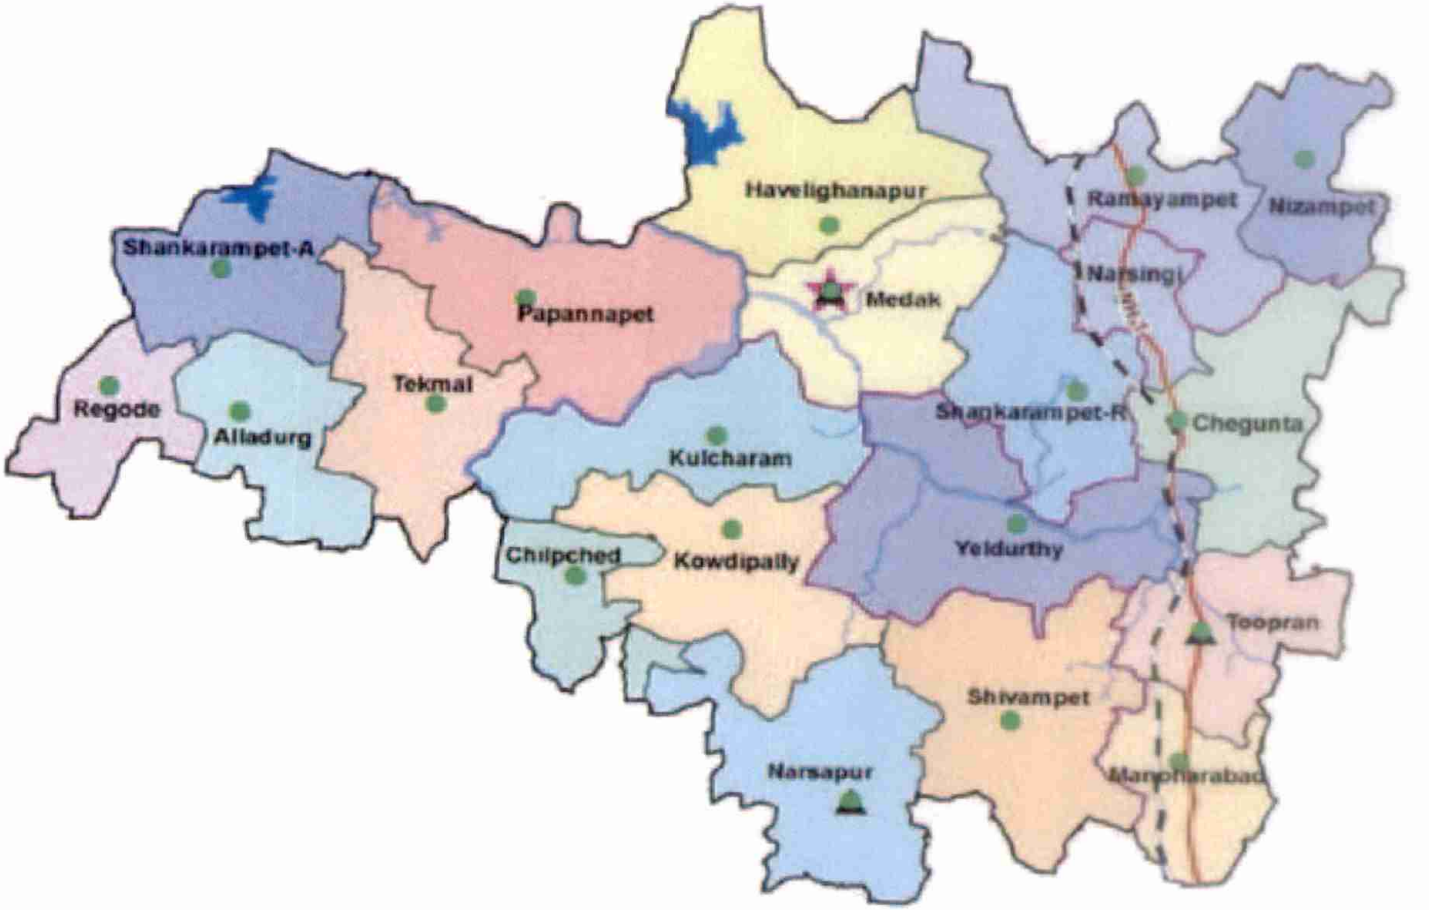 Havelighanapur
Ramayampet
Nizampet
Shankarampet-A
Narsingi
Medak
Papannapet
Tekmal
Regode
Alladurg
Shankarampet-R
Chegunta
Kulcharam
Chilpched
Kowdipally
Yeldurthy
Toopran
Shivampet
Narsapur
Manoharabad